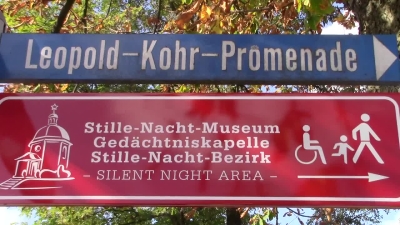 Leopold-Kohr-Promenade
Stille-Nacht-Museum
Gedächtniskapelle
Stille-Nacht-Bezirk
- SILENT NIGHT AREA -